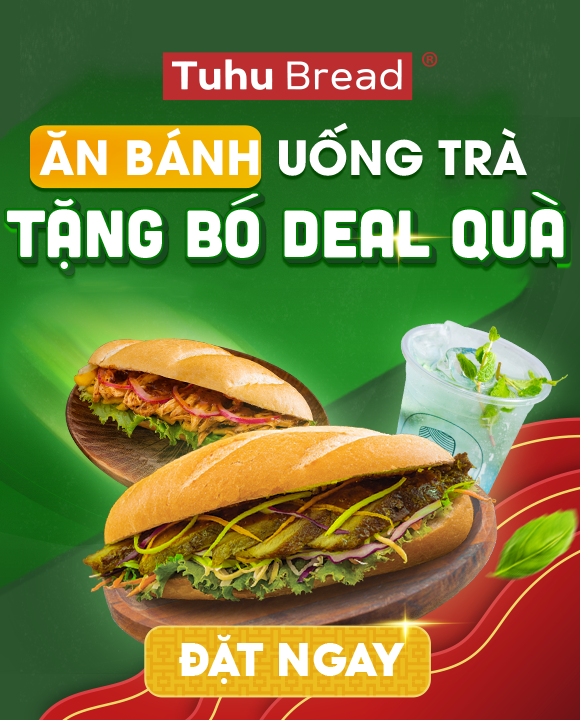 Tuhu Bread ®
ĂN BÁNH UỐNG TRÀ
TẶNG BÓ DEAL QUÀ
ĐẶT NGAY